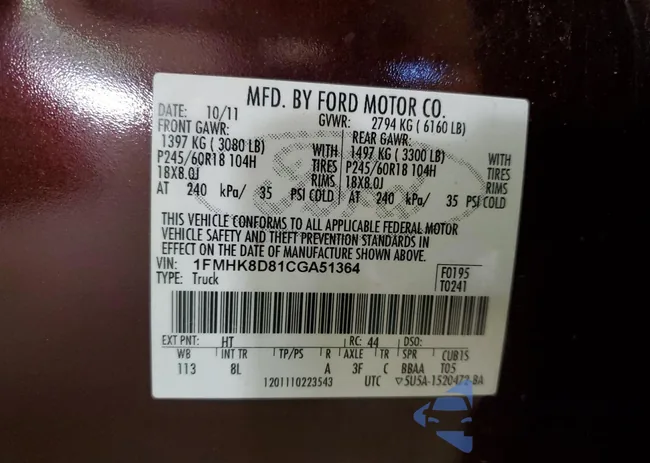 MFD. BY FORD MOTOR CO.
DATE: 10/11 GVWR: 2794 KG ( 6160 LB)
FRONT GAWR: REAR GAWR:
1397 KG ( 3080 LB) WITH 1497 KG ( 3300 LB) WITH
P245/60R18 104H TIRES P245/60R18 104H TIRES
18X8.0J RIMS 18X8.0J RIMS
AT 240 kPa/ 35 PSI COLD AT 240 kPa/ 35 PSI COLD
THIS VEHICLE CONFORMS TO ALL APPLICABLE FEDERAL MOTOR
VEHICLE SAFETY AND THEFT PREVENTION STANDARDS IN
EFFECT ON THE DATE OF MANUFACTURE SHOWN ABOVE.
VIN: 1FMHK8D81CGA51364 F0195
TYPE: Truck T0241
EXT PNT: HT RC: 44 DSO:
WB INT TR TP/PS R AXLE TR SPR CUB15
113 8L A 3F C BBAA T05
1201110223543 UTC 5U5A-1520472-BA